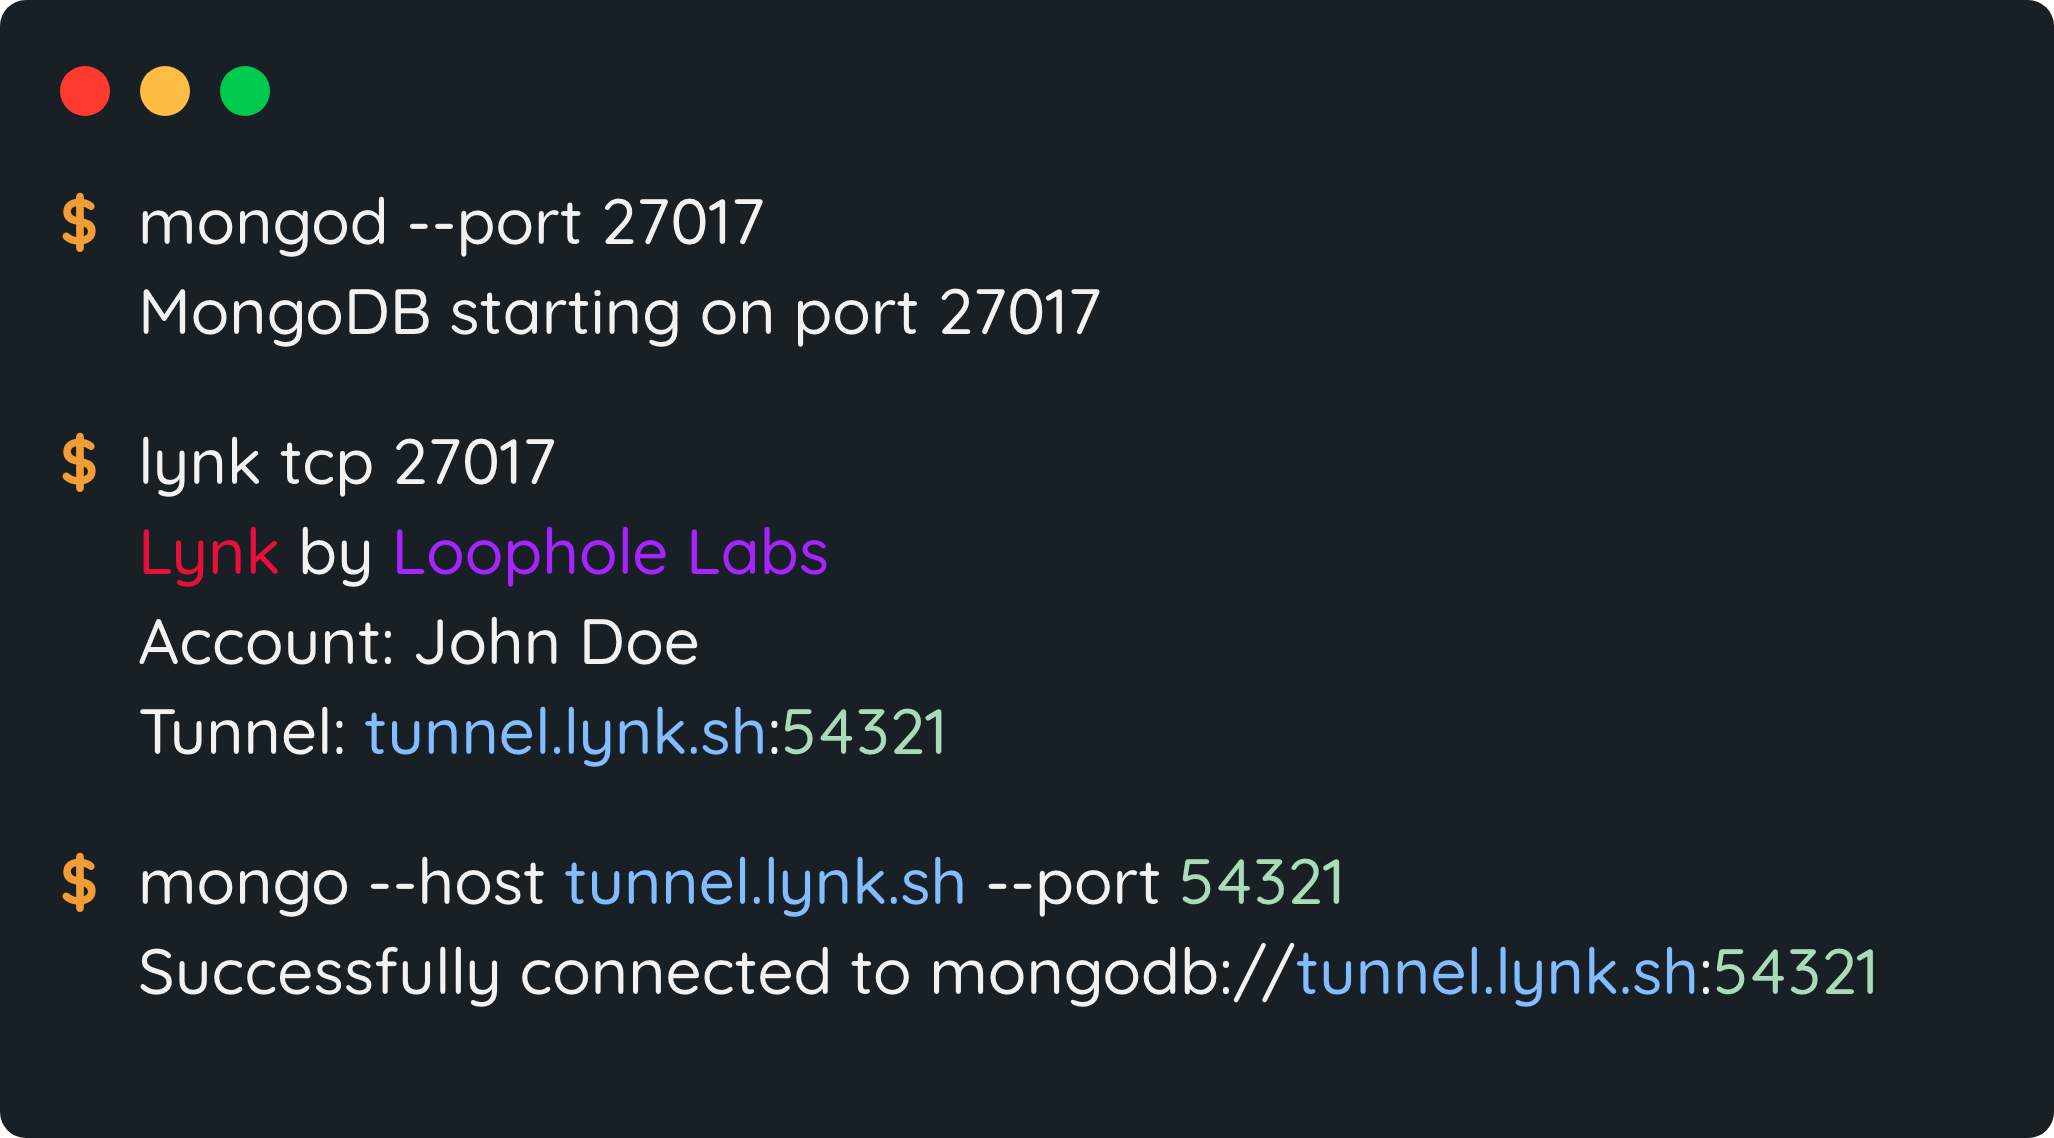 $ mongod --port 27017
MongoDB starting on port 27017
$ lynk tcp 27017
Lynk by Loophole Labs
Account: John Doe
Tunnel: tunnel.lynk.sh:54321
$ mongo --host tunnel.lynk.sh --port 54321
Successfully connected to mongodb://tunnel.lynk.sh:54321